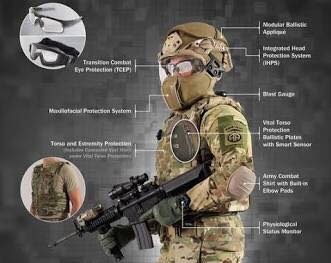 Modular Ballistic
Appliqué
Transition Combat
Eye Protection (TCEP)
Integrated Head
Protection System
(IHPS)
Blast Gauge
Maxillofacial Protection System
Vital Torso
Protection
Ballistic Plates
with Smart Sensor
Torso and Extremity Protection
(Includes Concealed Vest Worn
under Vital Torso Protection)
Army Combat
Shirt with Built-in
Elbow Pads
Physiological
Status Monitor